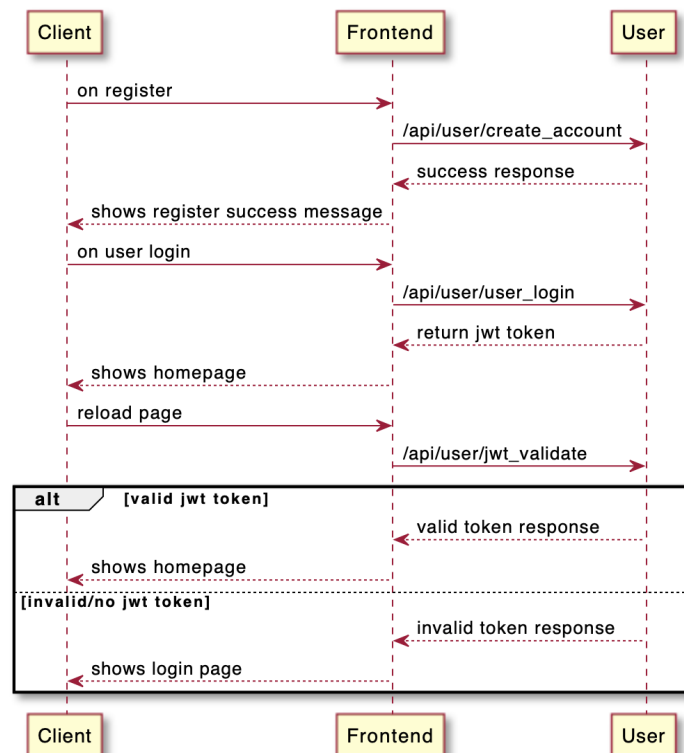 Client Frontend User
on register
/api/user/create_account
success response
shows register success message
on user login
/api/user/user_login
return jwt token
shows homepage
reload page
/api/user/jwt_validate
alt [valid jwt token]
valid token response
shows homepage
[invalid/no jwt token]
invalid token response
shows login page
Client Frontend User